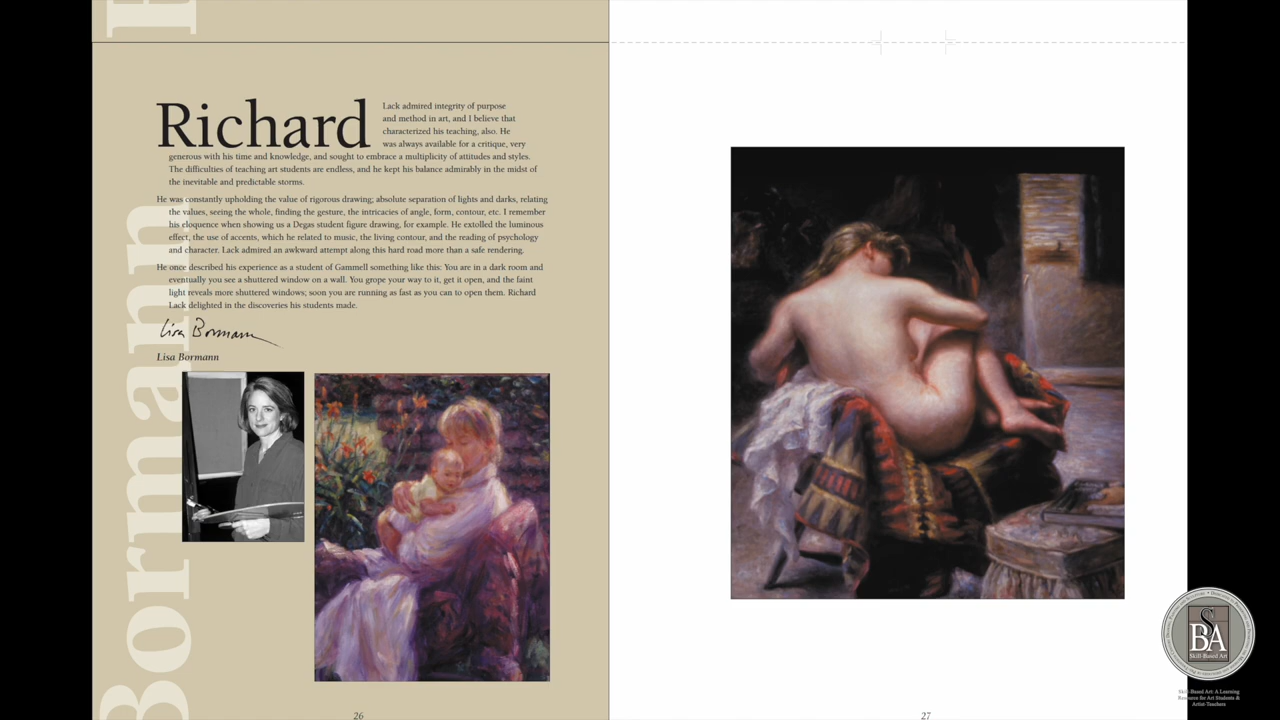 Richard
Lack admired integrity of purpose
and method in art, and I believe that
characterized his teaching, also. He
was always available for a critique, very
generous with his time and knowledge, and sought to embrace a multiplicity of attitudes and styles.
The difficulties of teaching art students are endless, and he kept his balance admirably in the midst of
the inevitable and predictable storms.
He was constantly upholding the value of rigorous drawing; absolute separation of lights and darks, relating
the values, seeing the whole, finding the gesture, the intricacies of angle, form, contour, etc. I remember
his eloquence when showing us a Degas student figure drawing, for example. He extolled the luminous
effect, the use of accents, which he related to music, the living contour, and the reading of psychology
and character. Lack admired an awkward attempt along this hard road more than a safe rendering.
He once described his experience as a student of Gammell something like this: You are in a dark room and
eventually you see a shuttered window on a wall. You grope your way to it, get it open, and the faint
light reveals more shuttered windows; soon you are running as fast as you can to open them. Richard
Lack delighted in the discoveries his students made.
Lisa Bormann
Lisa Bormann
Bormann
26
27
SBA
Skill-Based Art
Skill-Based Art: A Learning
Resource for Art Students &
Artist-Teachers